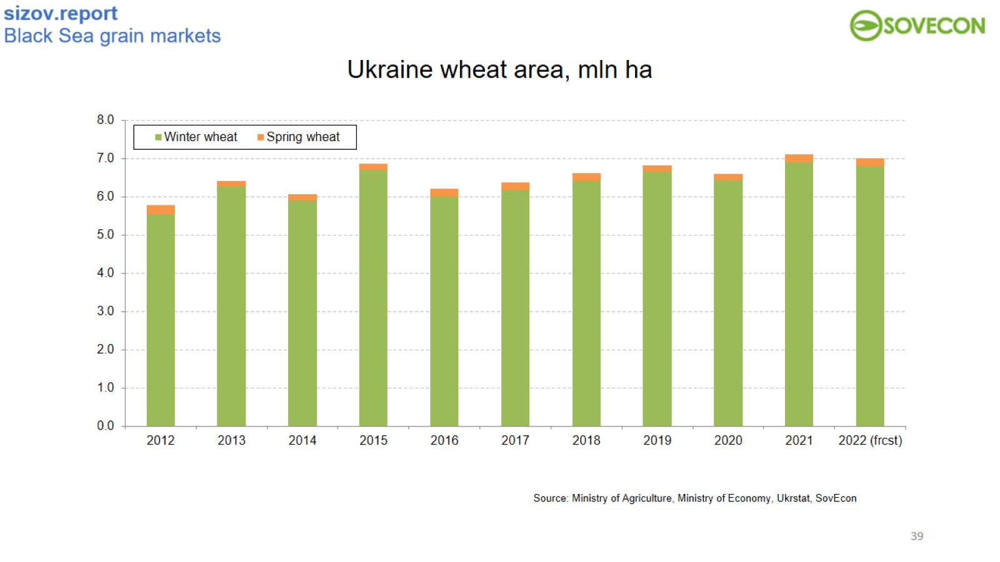 sizov.report
Black Sea grain markets
SOVECON
Ukraine wheat area, mln ha
8.0
Winter wheat Spring wheat
7.0
6.0
5.0
4.0
3.0
2.0
1.0
0.0
2012 2013 2014 2015 2016 2017 2018 2019 2020 2021 2022 (frcst)
Source: Ministry of Agriculture, Ministry of Economy, Ukrstat, SovEcon
39